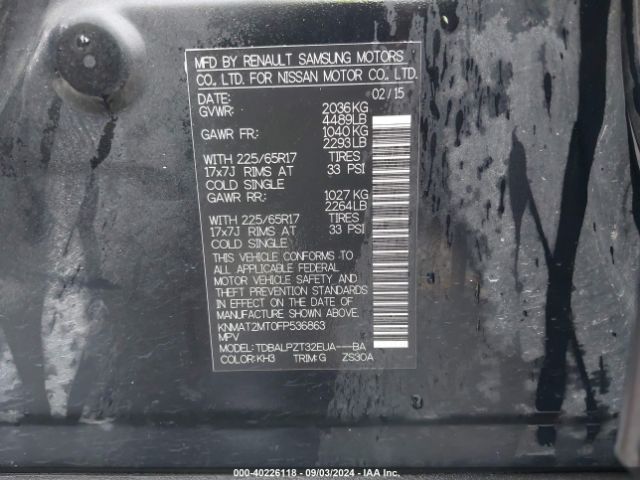 MFD BY RENAULT SAMSUNG MOTORS
CO., LTD. FOR NISSAN MOTOR CO., LTD.
DATE: 02/15
GVWR: 2036KG
4489LB
GAWR FR: 1040KG
2293LB
WITH 225/65R17 TIRES
17x7J RIMS AT 33 PSI
COLD SINGLE
GAWR RR: 1027KG
2264LB
WITH 225/65R17 TIRES
17x7J RIMS AT 33 PSI
COLD SINGLE
THIS VEHICLE CONFORMS TO
ALL APPLICABLE FEDERAL
MOTOR VEHICLE SAFETY AND
THEFT PREVENTION STANDARDS
IN EFFECT ON THE DATE OF
MANUFACTURE SHOWN ABOVE.
KNMAT2MT0FP536863
MPV
MODEL: TDBALPZT32EUA---BA
COLOR:KH3 TRIM:G ZS30A
000-40226118 - 09/03/2024 - IAA Inc.